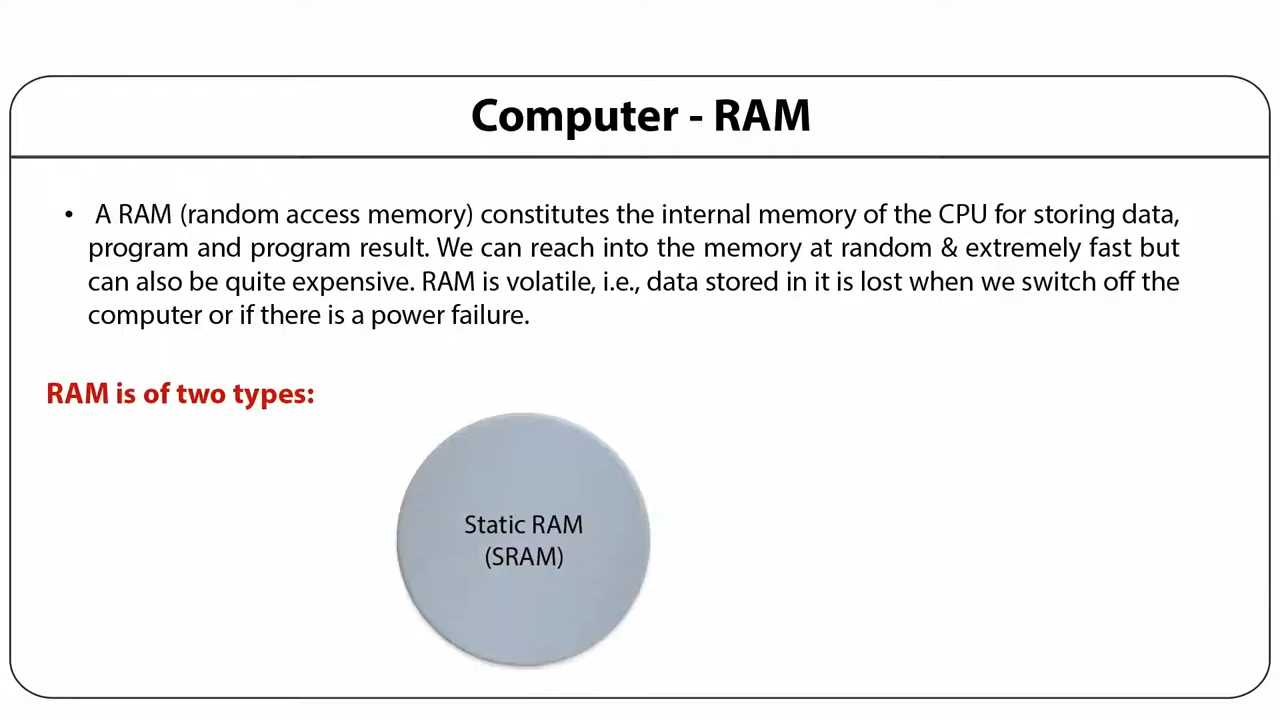 Computer - RAM
• A RAM (random access memory) constitutes the internal memory of the CPU for storing data,
program and program result. We can reach into the memory at random & extremely fast but
can also be quite expensive. RAM is volatile, i.e., data stored in it is lost when we switch off the
computer or if there is a power failure.
RAM is of two types:
Static RAM
(SRAM)